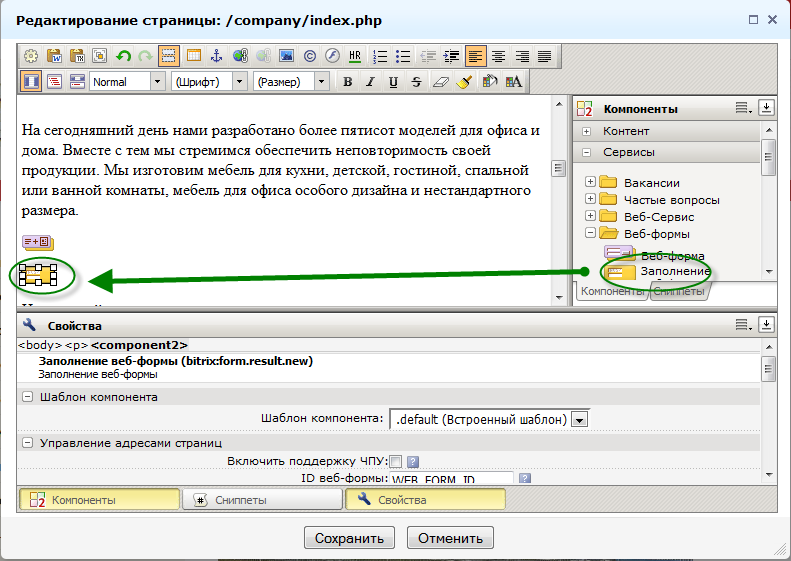 Редактирование страницы: /company/index.php
HR
Normal (Шрифт) (Размер) B I U S
На сегодняшний день нами разработано более пятисот моделей для офиса и
дома. Вместе с тем мы стремимся обеспечить неповторимость своей
продукции. Мы изготовим мебель для кухни, детской, гостиной, спальной
или ванной комнаты, мебель для офиса особого дизайна и нестандартного
размера.
Компоненты
Контент
Сервисы
Вакансии
Частые вопросы
Веб-Сервис
Веб-формы
Веб-форма
Заполнение
Компоненты Сниппеты
Свойства
<body> <p> <component2>
Заполнение веб-формы (bitrix:form.result.new)
Заполнение веб-формы
Шаблон компонента
Шаблон компонента: .default (Встроенный шаблон)
Управление адресами страниц
Включить поддержку ЧПУ:
ID веб-формы: WEB_FORM_ID
Компоненты Сниппеты Свойства
Сохранить Отменить